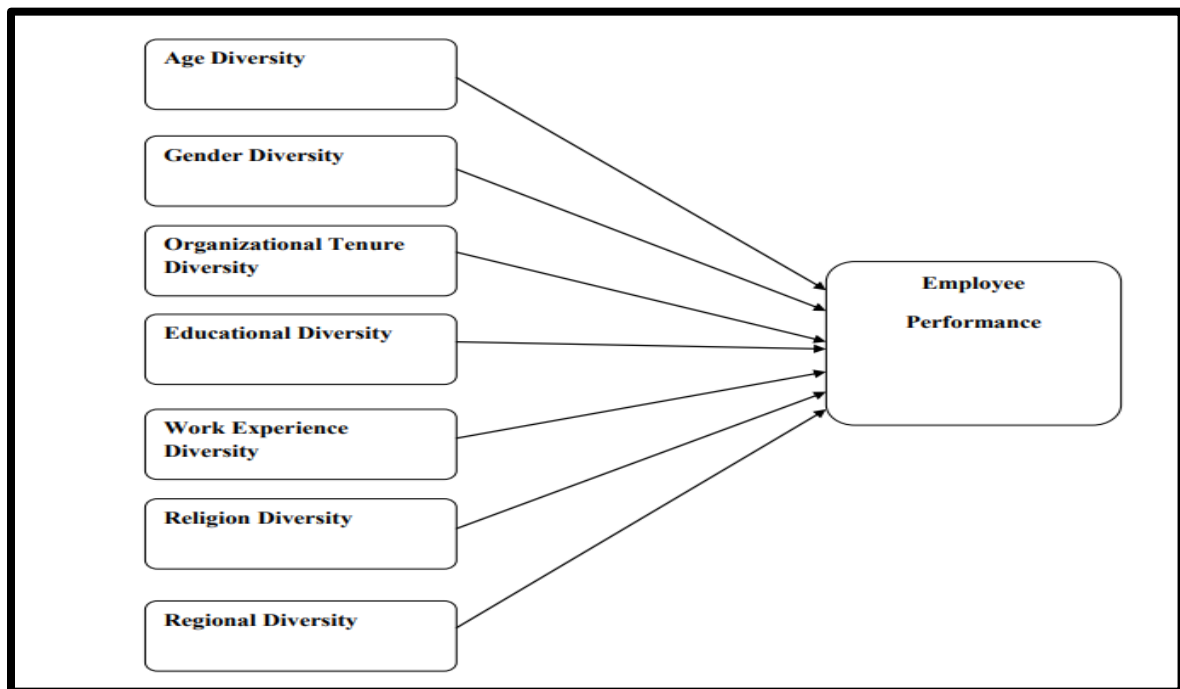 Age Diversity
Gender Diversity
Organizational Tenure
Diversity
Educational Diversity
Work Experience
Diversity
Religion Diversity
Regional Diversity
Employee
Performance